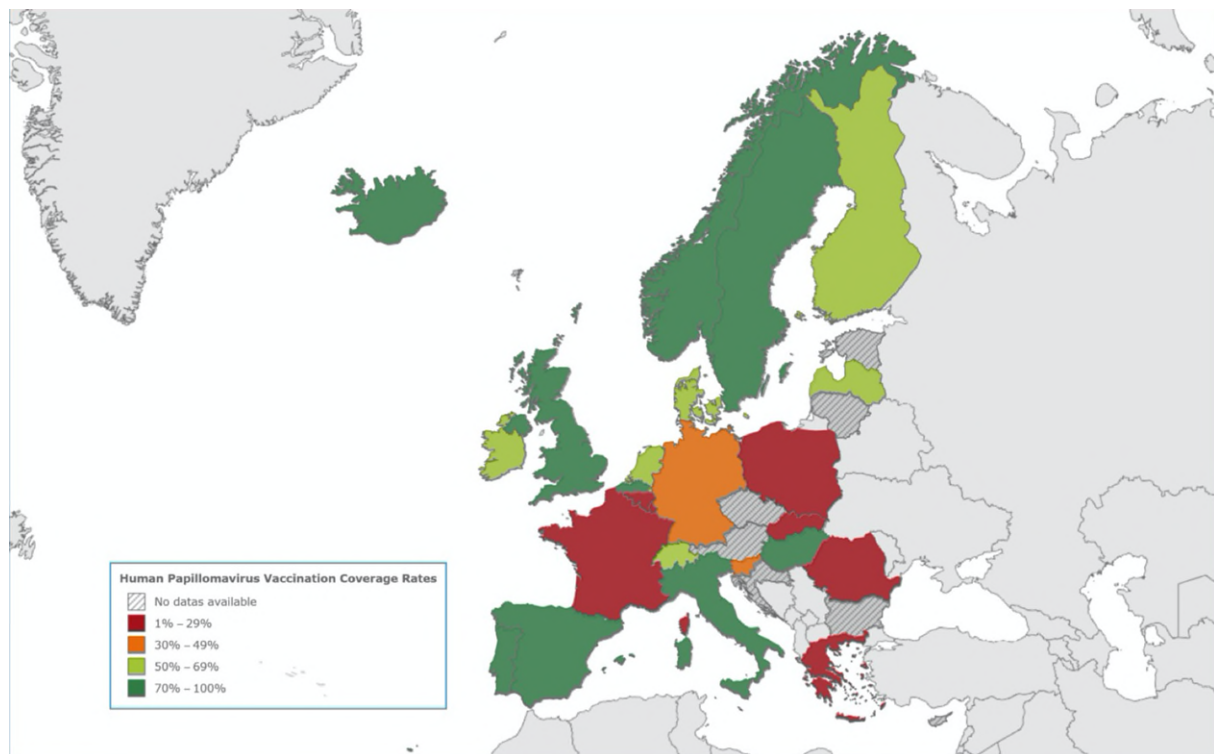 Human Papillomavirus Vaccination Coverage Rates
No datas available
1% – 29%
30% – 49%
50% – 69%
70% – 100%